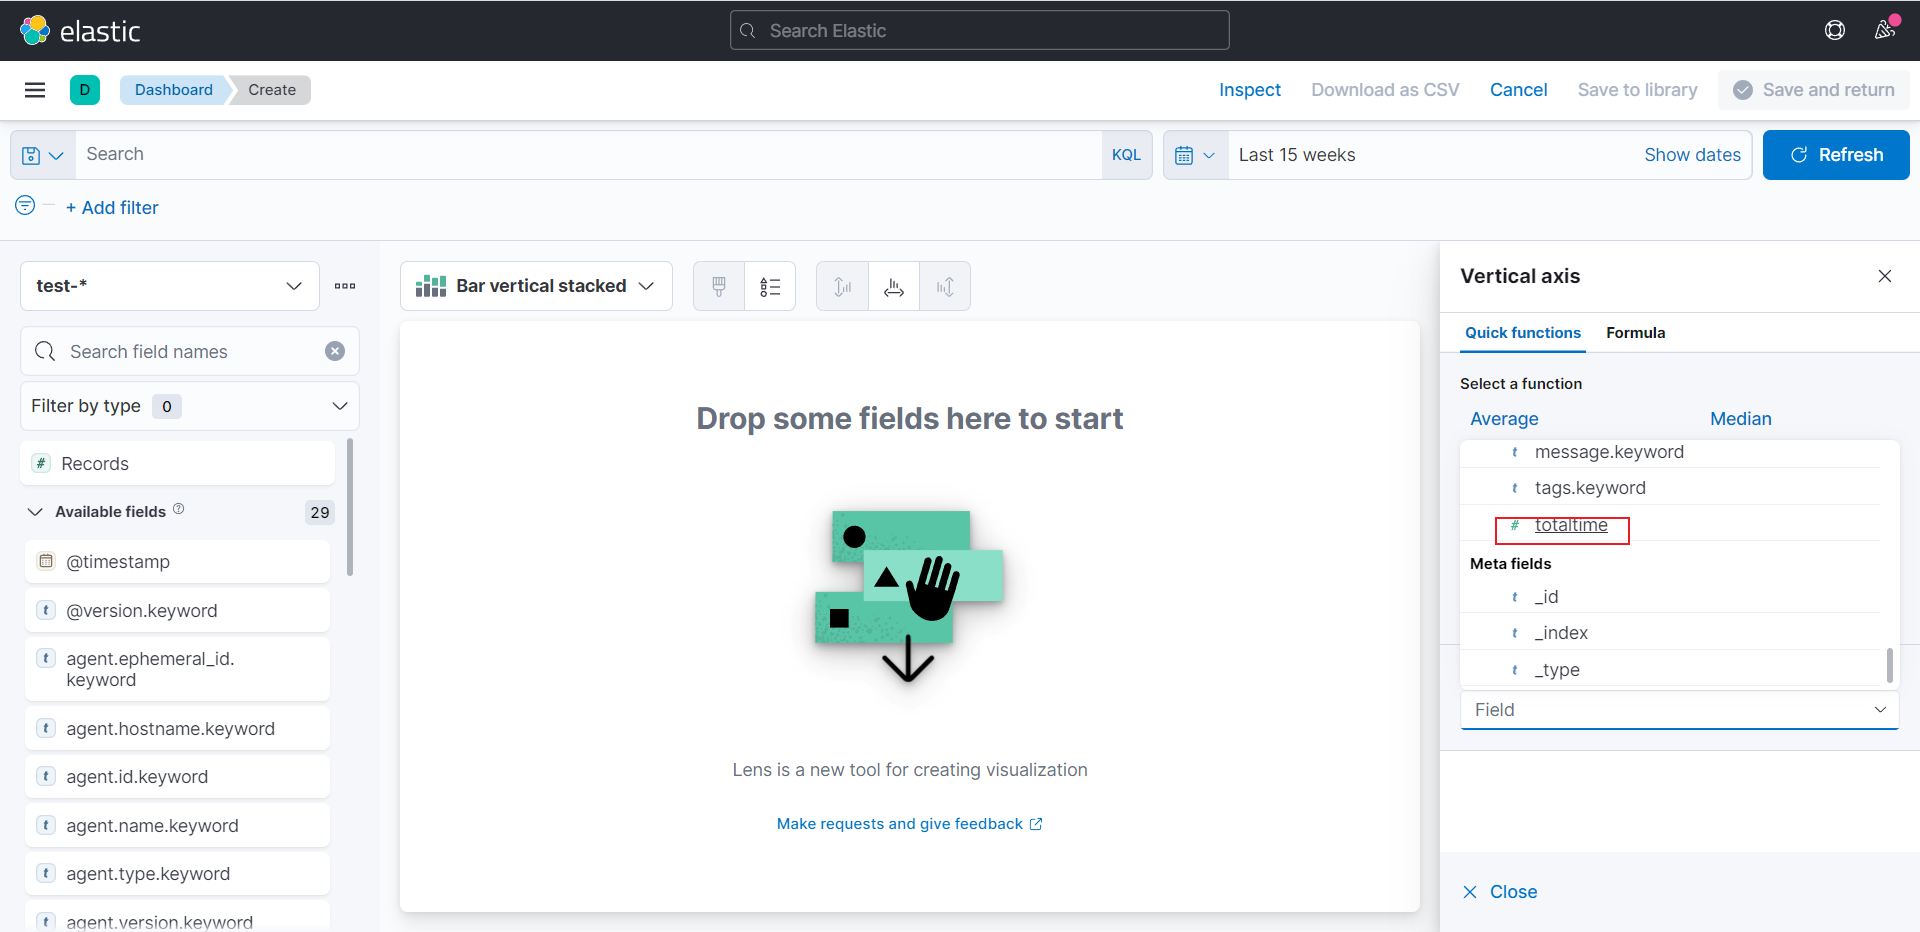 elastic
Search Elastic
D
Dashboard
Create
Inspect
Download as CSV
Cancel
Save to library
Save and return
Search
KQL
Last 15 weeks
Show dates
Refresh
+ Add filter
test-*
Search field names
Filter by type 0
# Records
Available fields
29
@timestamp
t @version.keyword
t agent.ephemeral_id.
keyword
t agent.hostname.keyword
t agent.id.keyword
t agent.name.keyword
t agent.type.keyword
t agent.version.keyword
Bar vertical stacked
Drop some fields here to start
Lens is a new tool for creating visualization
Make requests and give feedback
Vertical axis
Quick functions
Formula
Select a function
Average
Median
t message.keyword
t tags.keyword
# totaltime
Meta fields
t _id
t _index
t _type
Field
Close